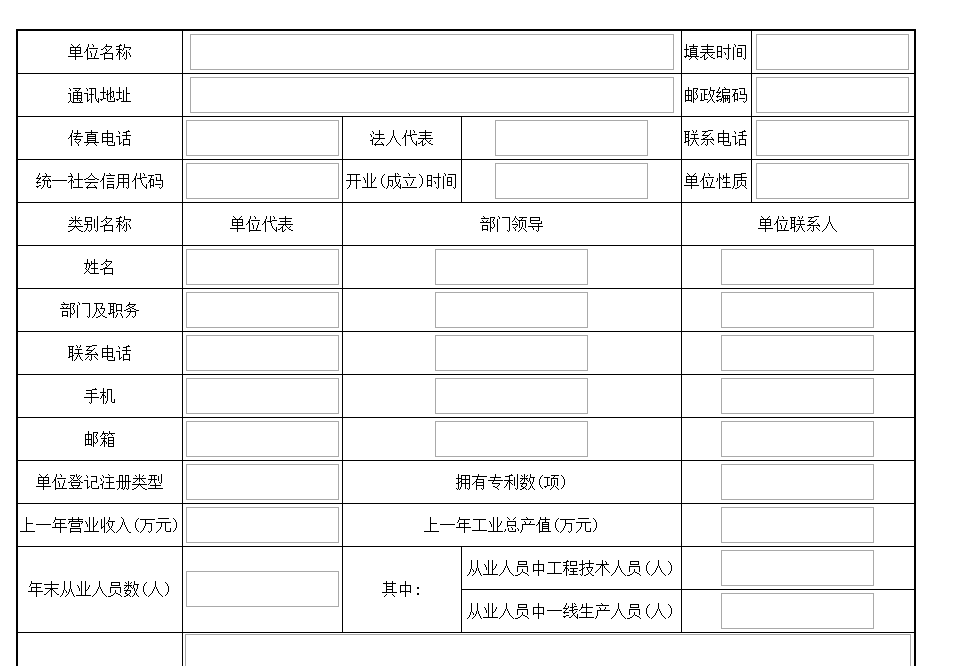 单位名称 填表时间
通讯地址 邮政编码
传真电话 法人代表 联系电话
统一社会信用代码 开业(成立)时间 单位性质
类别名称 单位代表 部门领导 单位联系人
姓名
部门及职务
联系电话
手机
邮箱
单位登记注册类型 拥有专利数(项)
上一年营业收入(万元) 上一年工业总产值(万元)
年末从业人员数(人) 其中: 从业人员中工程技术人员(人)
从业人员中一线生产人员(人)